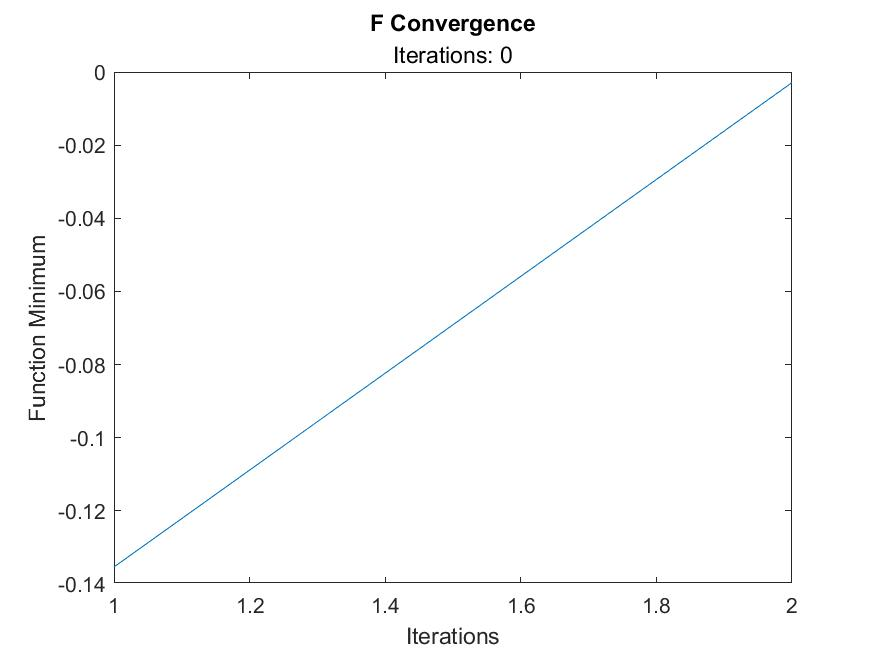 F Convergence
Iterations: 0
0
-0.02
-0.04
-0.06
-0.08
-0.1
-0.12
-0.14
Function Minimum
1 1.2 1.4 1.6 1.8 2
Iterations